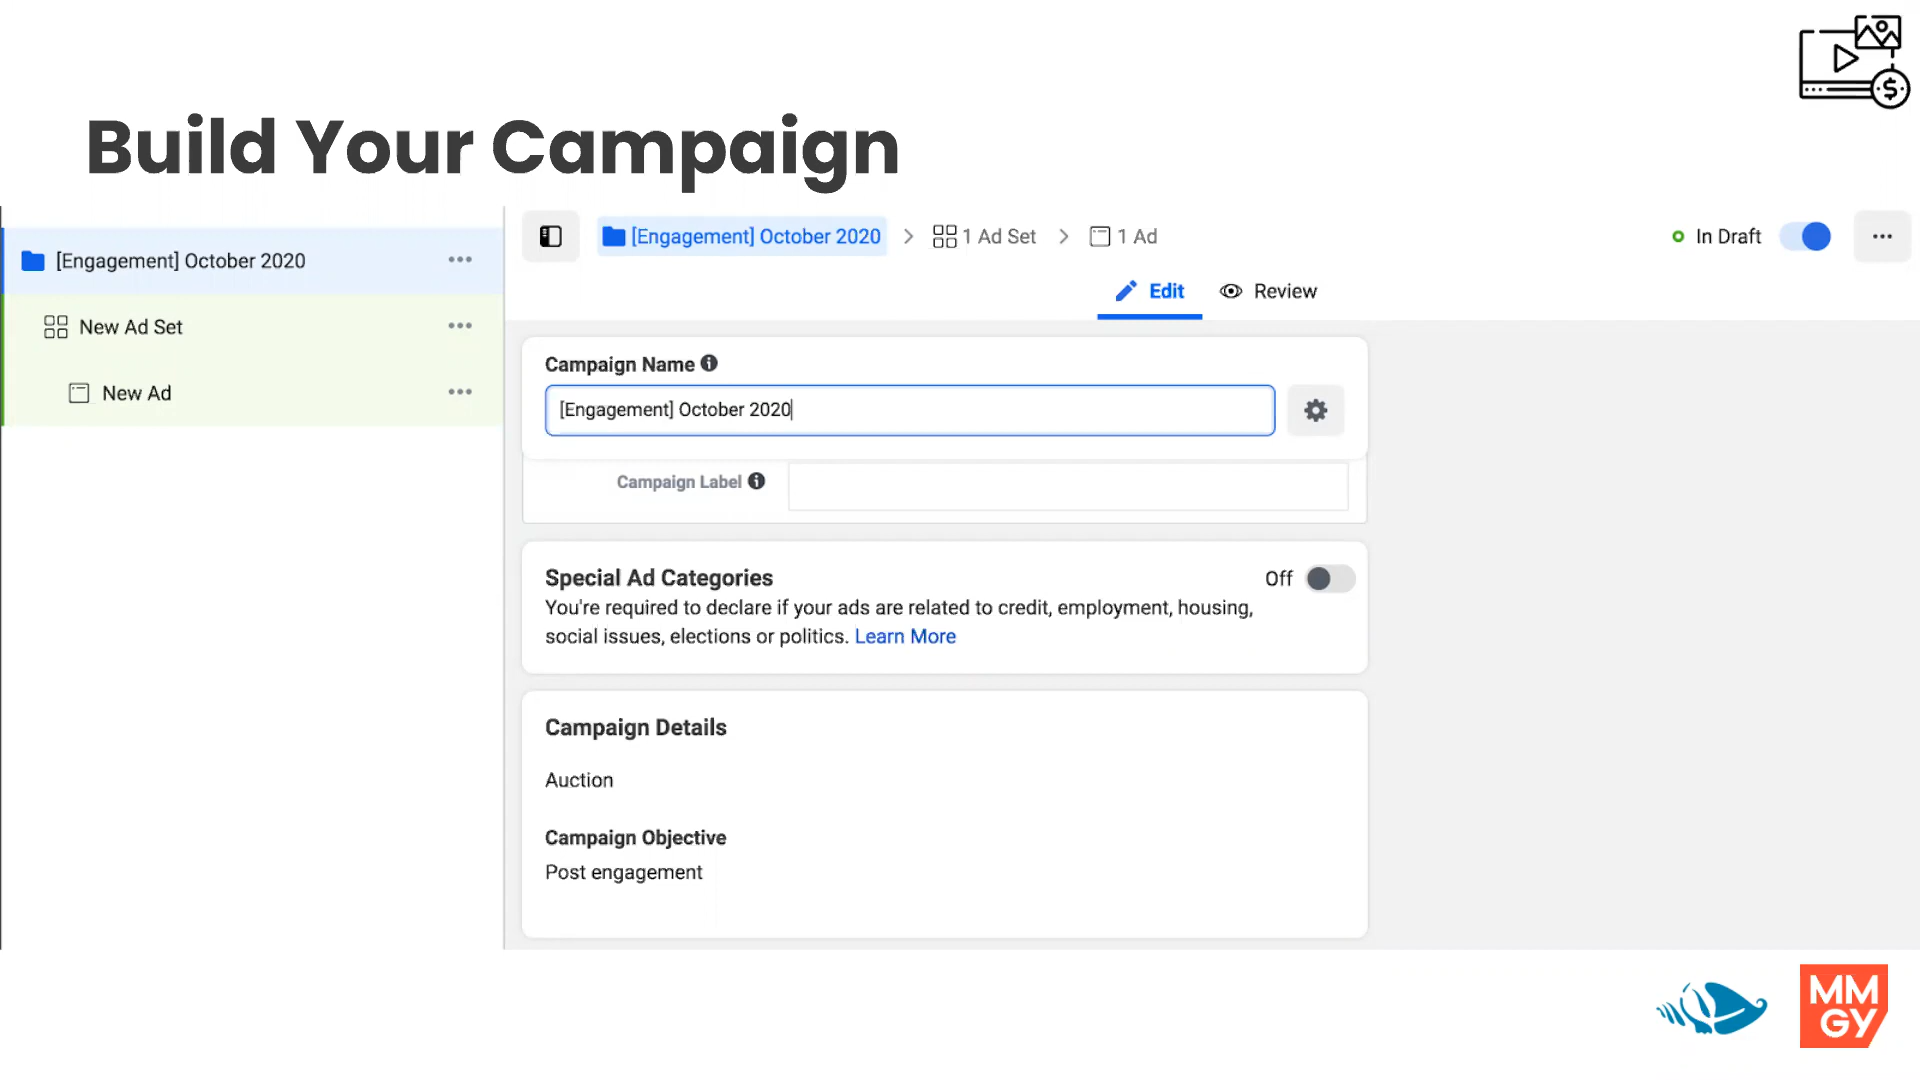 Build Your Campaign
[Engagement] October 2020
New Ad Set
New Ad
[Engagement] October 2020
1 Ad Set
1 Ad
In Draft
Edit
Review
Campaign Name
[Engagement] October 2020
Campaign Label
Special Ad Categories
Off
You're required to declare if your ads are related to credit, employment, housing,
social issues, elections or politics. Learn More
Campaign Details
Auction
Campaign Objective
Post engagement
MM
GY